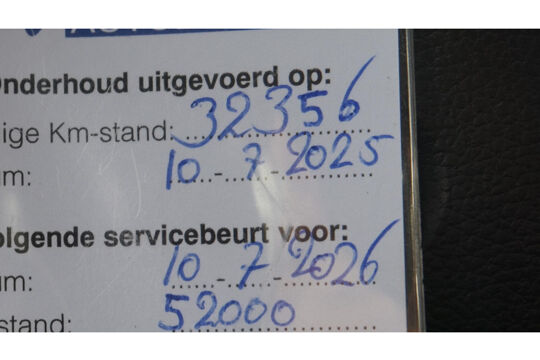 Onderhoud uitgevoerd op:
ige Km-stand: 32356
um: 10-7-2025
olgende servicebeurt voor:
um: 10-7-2026
stand: 52000